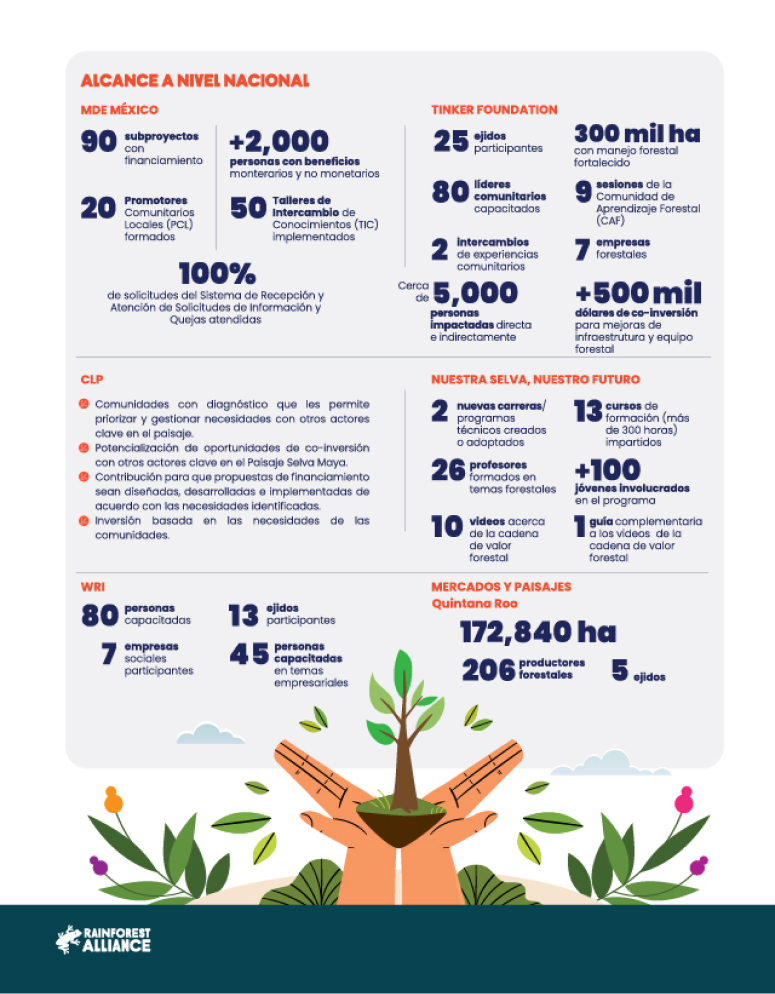 ALCANCE A NIVEL NACIONAL
MDE MÉXICO
90 subproyectos
con
financiamiento
+2,000
personas con beneficios
monterarios y no monetarios
20 Promotores
Comunitarios
Locales (PCL)
formados
50 Talleres de
Intercambio de
Conocimientos (TIC)
implementados
100%
de solicitudes del Sistema de Recepción y
Atención de Solicitudes de Información y
Quejas atendidas
TINKER FOUNDATION
25 ejidos
participantes
300 mil ha
con manejo forestal
fortalecido
80 líderes
comunitarios
capacitados
9 sesiones de la
Comunidad de
Aprendizaje Forestal
(CAF)
2 intercambios
de experiencias
comunitarios
7 empresas
forestales
Cerca
de 5,000
personas
impactadas directa
e indirectamente
+500 mil
dólares de co-inversión
para mejoras de
infraestrutura y equipo
forestal
CLP
Comunidades con diagnóstico que les permite
priorizar y gestionar necesidades con otros actores
clave en el paisaje.
Potencialización de oportunidades de co-inversión
con otros actores clave en el Paisaje Selva Maya.
Contribución para que propuestas de financiamiento
sean diseñadas, desarrolladas e implementadas de
acuerdo con las necesidades identificadas.
Inversión basada en las necesidades de las
comunidades.
NUESTRA SELVA, NUESTRO FUTURO
2 nuevas carreras/
programas
técnicos creados
o adaptados
13 cursos de
formación (más
de 300 horas)
impartidos
26 profesores
formados en
temas forestales
+100
jóvenes involucrados
en el programa
10 videos acerca
de la cadena
de valor
forestal
1 guía complementaria
a los videos de la
cadena de valor
forestal
WRI
80 personas
capacitadas
13 ejidos
participantes
7 empresas
sociales
participantes
45 personas
capacitadas
en temas
empresariales
MERCADOS Y PAISAJES
Quintana Roo
172,840 ha
206 productores
forestales
5 ejidos
RAINFOREST
ALLIANCE